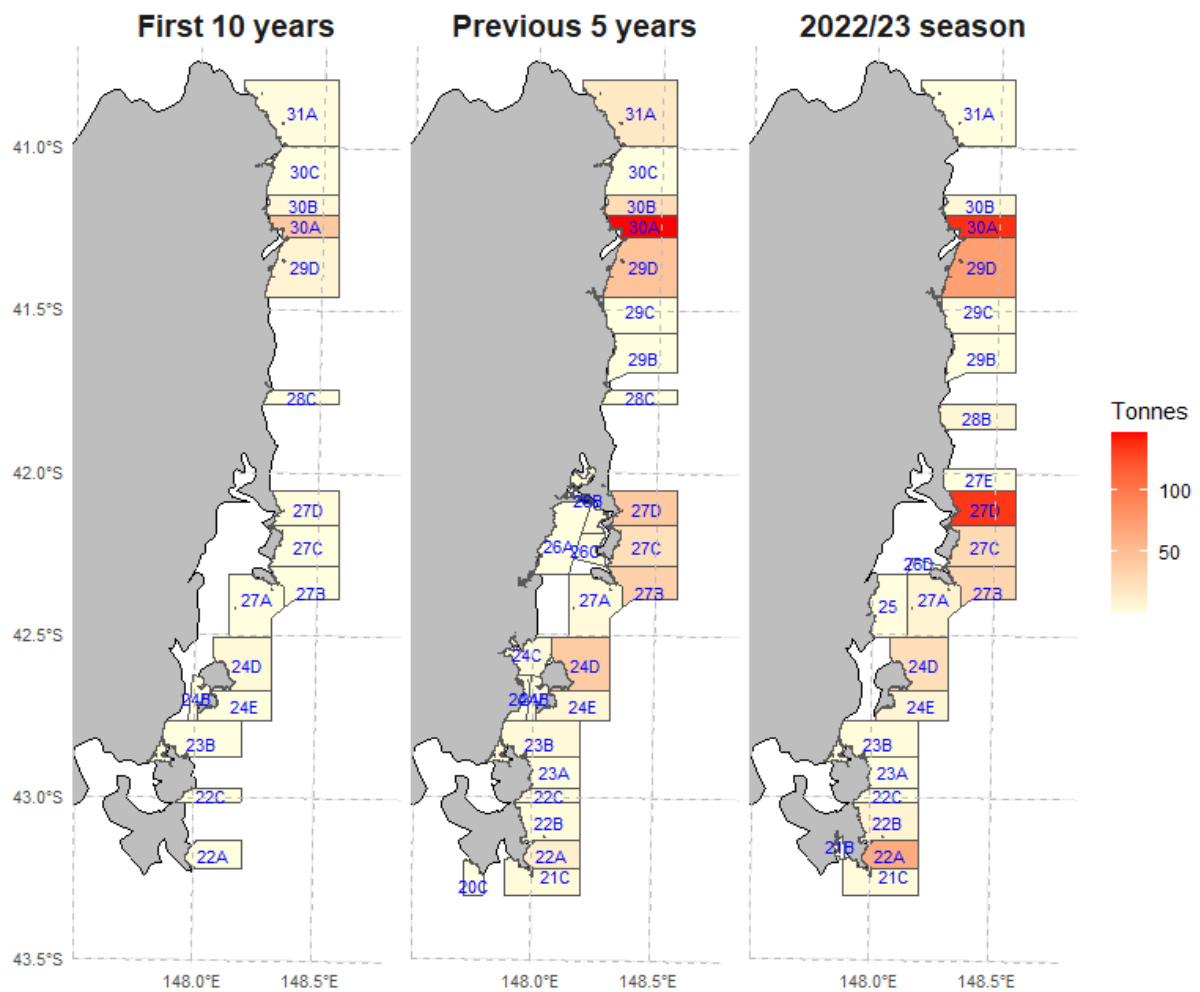 First 10 years
Previous 5 years
2022/23 season
41.0°S
41.5°S
42.0°S
42.5°S
43.0°S
43.5°S
31A
30C
30B
30A
29D
28C
27D
27C
27B
27A
24D
24B
24E
23B
22C
22A
148.0°E
148.5°E
31A
30C
30B
30A
29D
29C
29B
28C
26B
27D
26A
26C
27C
27B
27A
24C
24D
24B
24E
23B
23A
22C
22B
22A
21C
20C
148.0°E
148.5°E
31A
30B
30A
29D
29C
29B
28B
27E
27D
27C
26D
27B
25
27A
24D
24E
23B
23A
22C
22B
21B
22A
21C
148.0°E
148.5°E
Tonnes
100
50